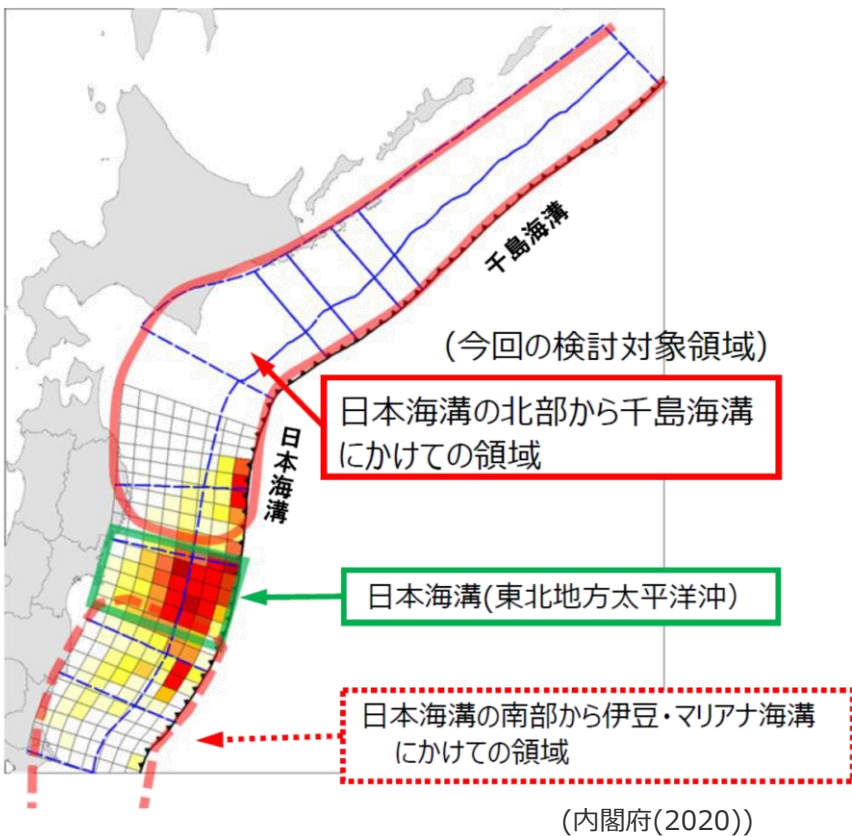 千島海溝
(今回の検討対象領域)
日本海溝の北部から千島海溝
にかけての領域
日本海溝
日本海溝(東北地方太平洋沖)
日本海溝の南部から伊豆・マリアナ海溝
にかけての領域
(内閣府(2020))